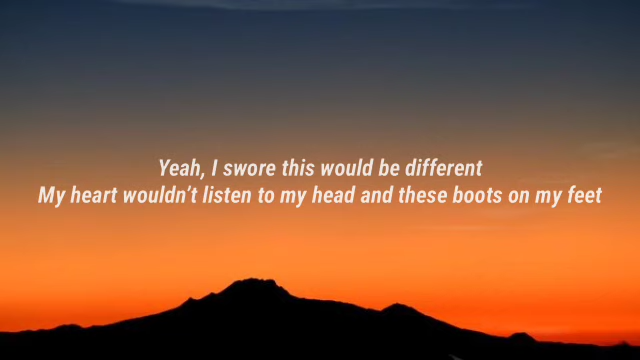 Yeah, I swore this would be different
My heart wouldn’t listen to my head and these boots on my feet